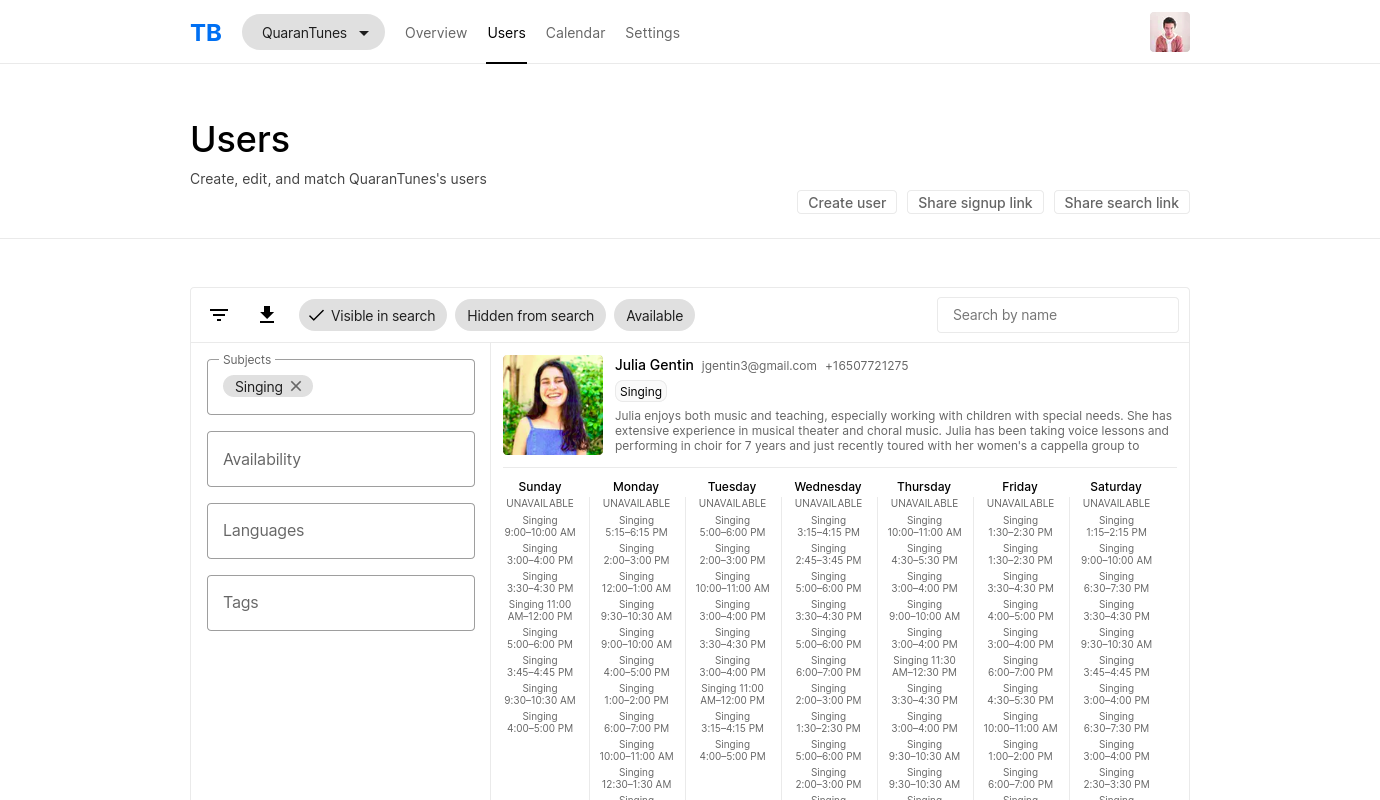 TB QuaranTunes Overview Users Calendar Settings
Users
Create, edit, and match QuaranTunes's users
Create user Share signup link Share search link
Visible in search Hidden from search Available Search by name
Subjects
Singing
Availability
Languages
Tags
Julia Gentin jgentin3@gmail.com +16507721275
Singing
Julia enjoys both music and teaching, especially working with children with special needs. She has
extensive experience in musical theater and choral music. Julia has been taking voice lessons and
performing in choir for 7 years and just recently toured with her women's a cappella group to
Sunday Monday Tuesday Wednesday Thursday Friday Saturday
UNAVAILABLE UNAVAILABLE UNAVAILABLE UNAVAILABLE UNAVAILABLE UNAVAILABLE UNAVAILABLE
Singing Singing Singing Singing Singing Singing Singing
9:00–10:00 AM 5:15–6:15 PM 5:00–6:00 PM 3:15–4:15 PM 10:00–11:00 AM 1:30–2:30 PM 1:15–2:15 PM
Singing Singing Singing Singing Singing Singing Singing
3:00–4:00 PM 2:00–3:00 PM 2:00–3:00 PM 2:45–3:45 PM 4:30–5:30 PM 1:30–2:30 PM 9:00–10:00 AM
Singing Singing Singing Singing Singing Singing Singing
3:30–4:30 PM 12:00–1:00 AM 10:00–11:00 AM 5:00–6:00 PM 3:00–4:00 PM 3:30–4:30 PM 6:30–7:30 PM
Singing 11:00 Singing Singing Singing Singing Singing Singing
AM–12:00 PM 9:30–10:30 AM 3:00–4:00 PM 3:30–4:30 PM 9:00–10:00 AM 4:00–5:00 PM 3:30–4:30 PM
Singing Singing Singing Singing Singing Singing Singing
5:00–6:00 PM 9:00–10:00 AM 3:30–4:30 PM 5:00–6:00 PM 3:00–4:00 PM 3:00–4:00 PM 9:30–10:30 AM
Singing Singing Singing Singing Singing 11:30 Singing Singing
3:45–4:45 PM 4:00–5:00 PM 3:00–4:00 PM 6:00–7:00 PM AM–12:30 PM 6:00–7:00 PM 3:45–4:45 PM
Singing Singing Singing 11:00 Singing Singing Singing Singing
9:30–10:30 AM 1:00–2:00 PM AM–12:00 PM 2:00–3:00 PM 3:30–4:30 PM 4:30–5:30 PM 3:00–4:00 PM
Singing Singing Singing Singing Singing Singing Singing
4:00–5:00 PM 6:00–7:00 PM 3:15–4:15 PM 1:30–2:30 PM 3:00–4:00 PM 10:00–11:00 AM 6:30–7:30 PM
Singing Singing Singing Singing Singing Singing
10:00–11:00 AM 4:00–5:00 PM 5:00–6:00 PM 9:30–10:30 AM 1:00–2:00 PM 3:00–4:00 PM
Singing Singing Singing Singing Singing
12:30–1:30 AM 2:00–3:00 PM 9:30–10:30 AM 6:00–7:00 PM 2:30–3:30 PM